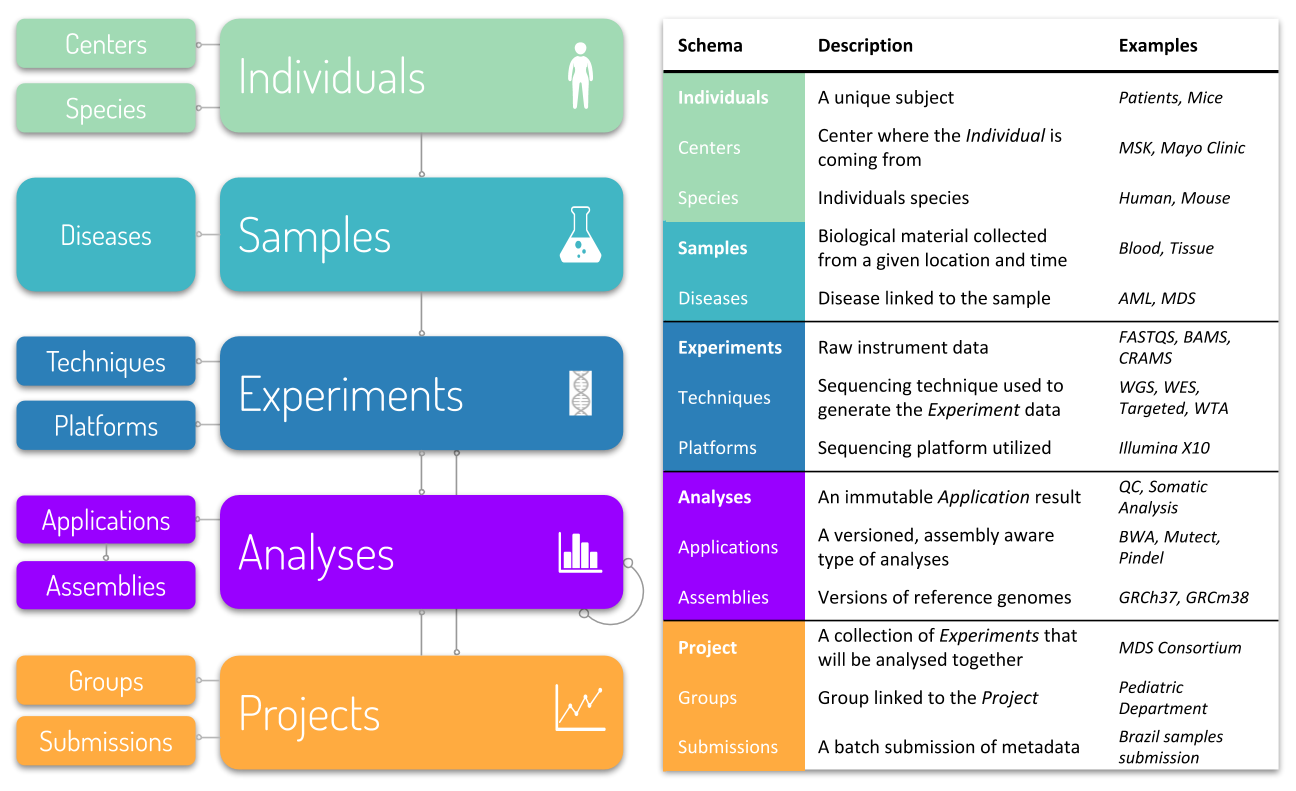 Centers
Species
Individuals
Diseases
Samples
Techniques
Platforms
Experiments
Applications
Assemblies
Analyses
Groups
Submissions
Projects
Schema Description Examples
Individuals A unique subject Patients, Mice
Centers Center where the Individual is
coming from MSK, Mayo Clinic
Species Individuals species Human, Mouse
Samples Biological material collected
from a given location and time Blood, Tissue
Diseases Disease linked to the sample AML, MDS
Experiments Raw instrument data FASTQS, BAMS,
CRAMS
Techniques Sequencing technique used to WGS, WES,
generate the Experiment data Targeted, WTA
Platforms Sequencing platform utilized Illumina X10
Analyses An immutable Application result QC, Somatic
Analysis
Applications A versioned, assembly aware BWA, Mutect,
type of analyses Pindel
Assemblies Versions of reference genomes GRCh37, GRCm38
Project A collection of Experiments that
will be analysed together MDS Consortium
Groups Group linked to the Project Pediatric
Department
Submissions A batch submission of metadata Brazil samples
submission